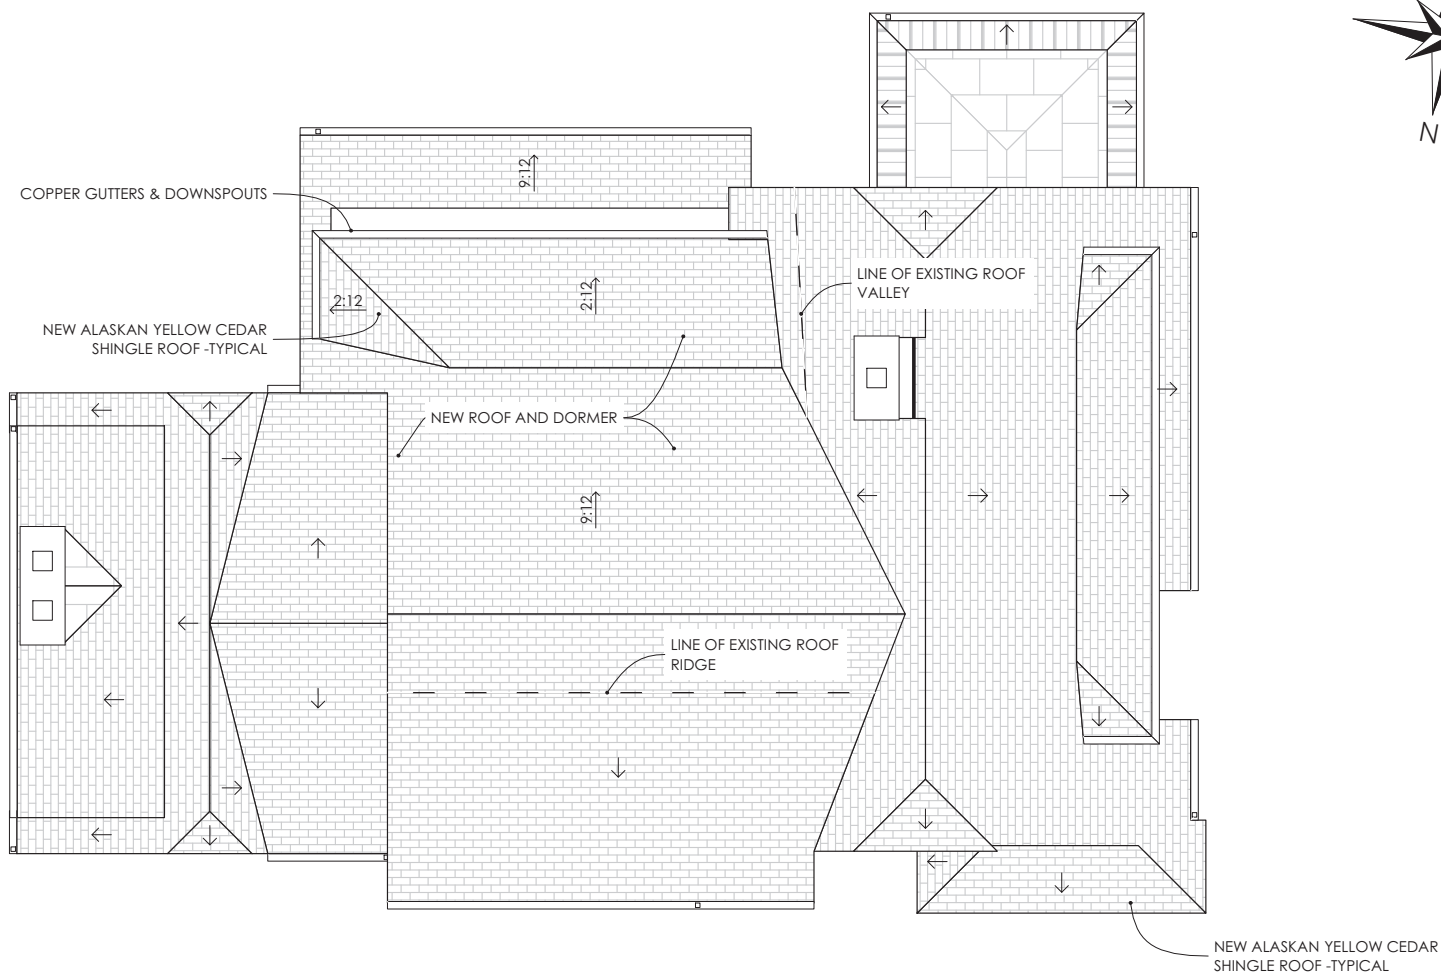 N
9:12
COPPER GUTTERS & DOWNSPOUTS
LINE OF EXISTING ROOF
VALLEY
2:12
2:12
NEW ALASKAN YELLOW CEDAR
SHINGLE ROOF -TYPICAL
NEW ROOF AND DORMER
9:12
LINE OF EXISTING ROOF
RIDGE
NEW ALASKAN YELLOW CEDAR
SHINGLE ROOF -TYPICAL